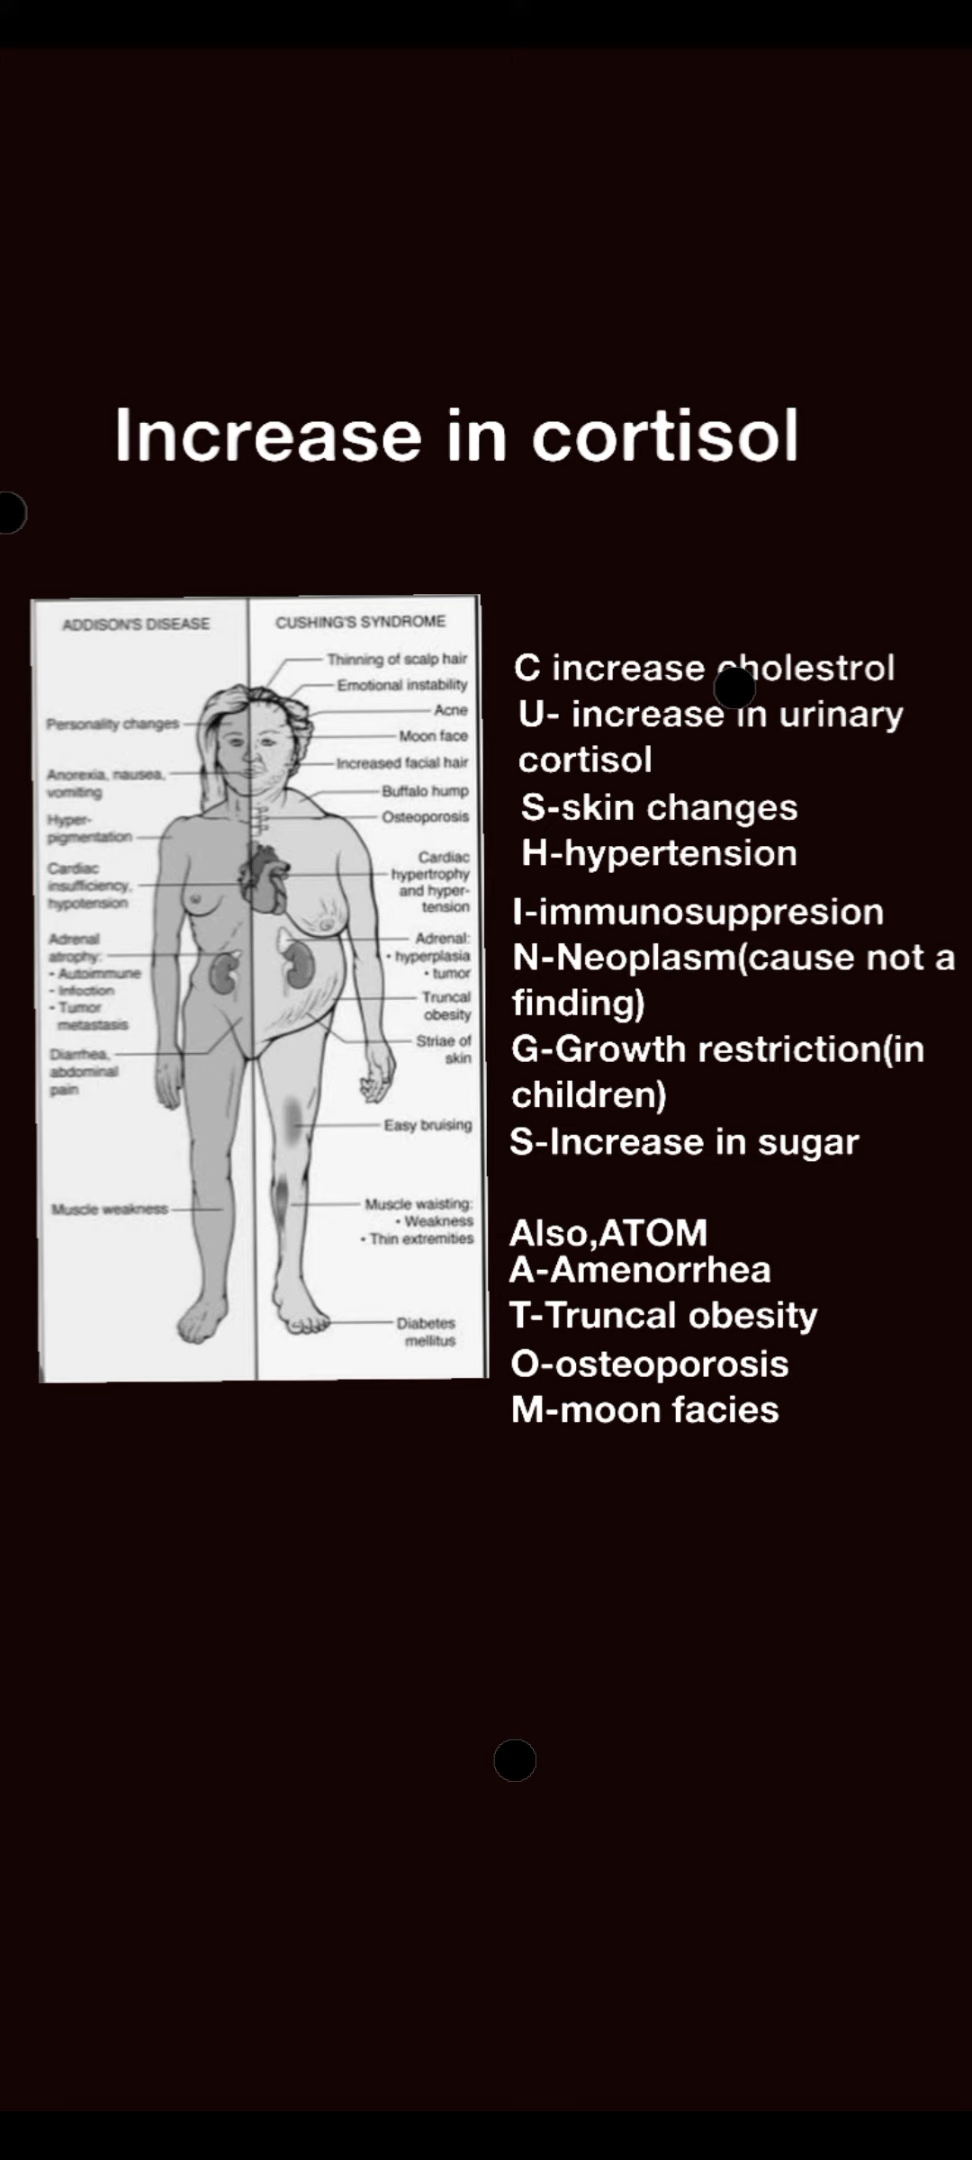 Increase in cortisol
ADDISON'S DISEASE
Personality changes
Anorexia, nausea,
vomiting
Hyper-
pigmentation
Cardiac
insufficiency,
hypotension
Adrenal
atrophy:
- Autoimmune
- Infection
- Tumor
metastasis
Diarrhea,
abdominal
pain
Muscle weakness
CUSHING'S SYNDROME
Thinning of scalp hair
Emotional instability
Acne
Moon face
Increased facial hair
Buffalo hump
Osteoporosis
Cardiac
hypertrophy
and hyper-
tension
Adrenal:
• hyperplasia
• tumor
Truncal
obesity
Striae of
skin
Easy bruising
Muscle waisting:
• Weakness
• Thin extremities
Diabetes
mellitus
C increase cholestrol
U- increase in urinary
cortisol
S-skin changes
H-hypertension
I-immunosuppresion
N-Neoplasm(cause not a
finding)
G-Growth restriction(in
children)
S-Increase in sugar
Also,ATOM
A-Amenorrhea
T-Truncal obesity
O-osteoporosis
M-moon facies